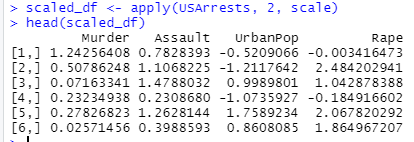 > scaled_df <- apply(USArrests, 2, scale)
> head(scaled_df)
Murder Assault UrbanPop Rape
[1,] 1.24256408 0.7828393 -0.5209066 -0.003416473
[2,] 0.50786248 1.1068225 -1.2117642 2.484202941
[3,] 0.07163341 1.4788032 0.9989801 1.042878388
[4,] 0.23234938 0.2308680 -1.0735927 -0.184916602
[5,] 0.27826823 1.2628144 1.7589234 2.067820292
[6,] 0.02571456 0.3988593 0.8608085 1.864967207